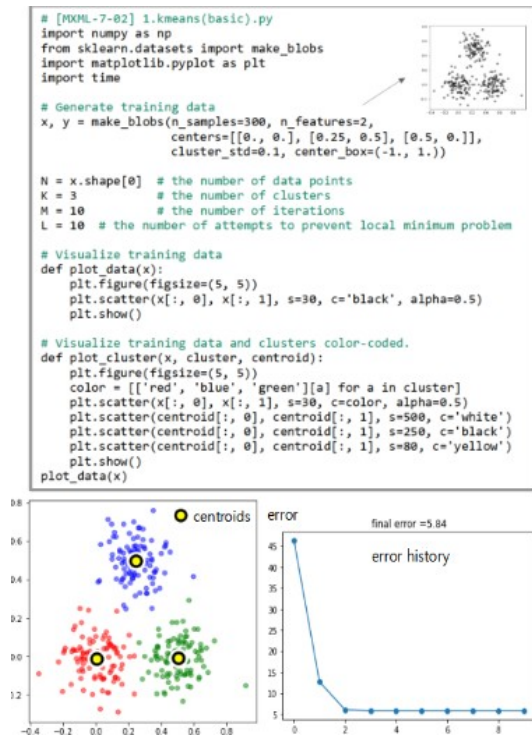 # [MXML-7-02] 1.kmeans(basic).py
import numpy as np
from sklearn.datasets import make_blobs
import matplotlib.pyplot as plt
import time
# Generate training data
x, y = make_blobs(n_samples=300, n_features=2,
centers=[[0., 0.], [0.25, 0.5], [0.5, 0.]],
cluster_std=0.1, center_box=(-1., 1.))
N = x.shape[0]  # the number of data points
K = 3           # the number of clusters
M = 10          # the number of iterations
L = 10  # the number of attempts to prevent local minimum problem
# Visualize training data
def plot_data(x):
    plt.figure(figsize=(5, 5))
    plt.scatter(x[:, 0], x[:, 1], s=30, c='black', alpha=0.5)
    plt.show()
# Visualize training data and clusters color-coded.
def plot_cluster(x, cluster, centroid):
    plt.figure(figsize=(5, 5))
    color = [['red', 'blue', 'green'][a] for a in cluster]
    plt.scatter(x[:, 0], x[:, 1], s=30, c=color, alpha=0.5)
    plt.scatter(centroid[:, 0], centroid[:, 1], s=500, c='white')
    plt.scatter(centroid[:, 0], centroid[:, 1], s=250, c='black')
    plt.scatter(centroid[:, 0], centroid[:, 1], s=80, c='yellow')
    plt.show()
plot_data(x)
0.8
0.6
0.4
0.2
0.0
0.2
-0.4 -0.2 0.0 0.2 0.4 0.6 0.8
centroids
error
final error =5.84
error history
45
40
35
30
25
20
15
10
5
0 2 4 6 8